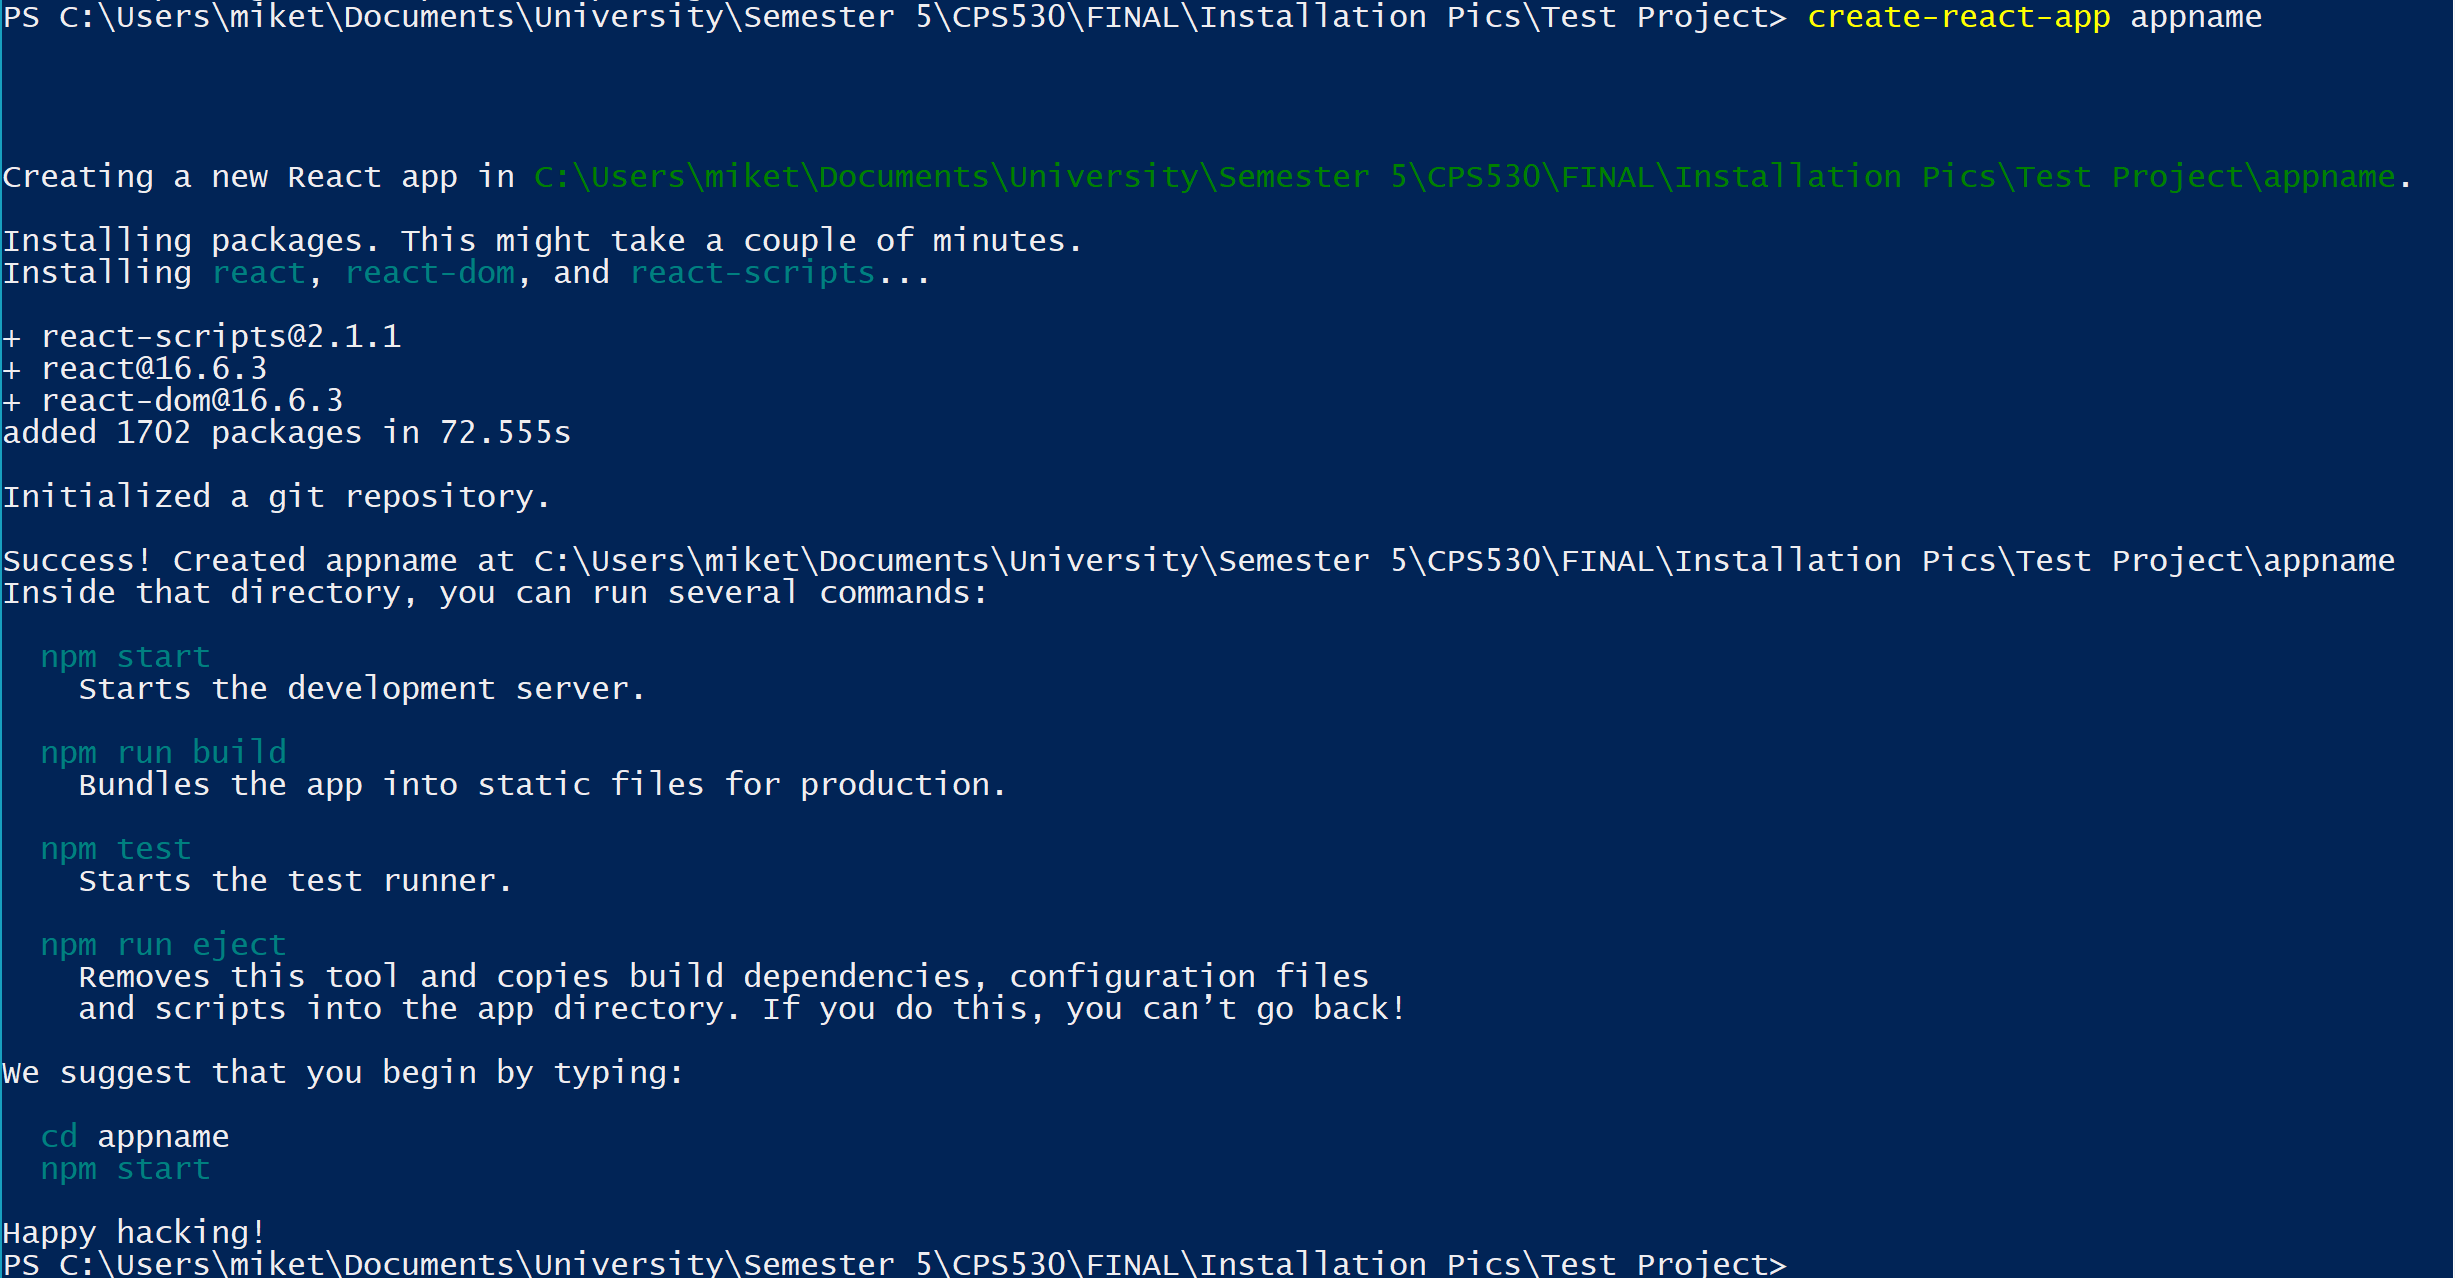 PS C:\Users\miket\Documents\University\Semester 5\CPS530\FINAL\Installation Pics\Test Project> create-react-app appname
Creating a new React app in C:\Users\miket\Documents\University\Semester 5\CPS530\FINAL\Installation Pics\Test Project\appname.
Installing packages. This might take a couple of minutes.
Installing react, react-dom, and react-scripts...
+ react-scripts@2.1.1
+ react@16.6.3
+ react-dom@16.6.3
added 1702 packages in 72.555s
Initialized a git repository.
Success! Created appname at C:\Users\miket\Documents\University\Semester 5\CPS530\FINAL\Installation Pics\Test Project\appname
Inside that directory, you can run several commands:
npm start
Starts the development server.
npm run build
Bundles the app into static files for production.
npm test
Starts the test runner.
npm run eject
Removes this tool and copies build dependencies, configuration files
and scripts into the app directory. If you do this, you can’t go back!
We suggest that you begin by typing:
cd appname
npm start
Happy hacking!
PS C:\Users\miket\Documents\University\Semester 5\CPS530\FINAL\Installation Pics\Test Project>